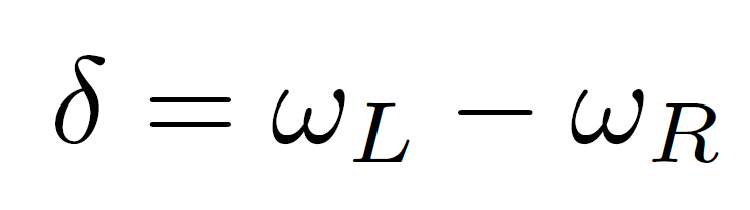 δ = ω_L − ω_R